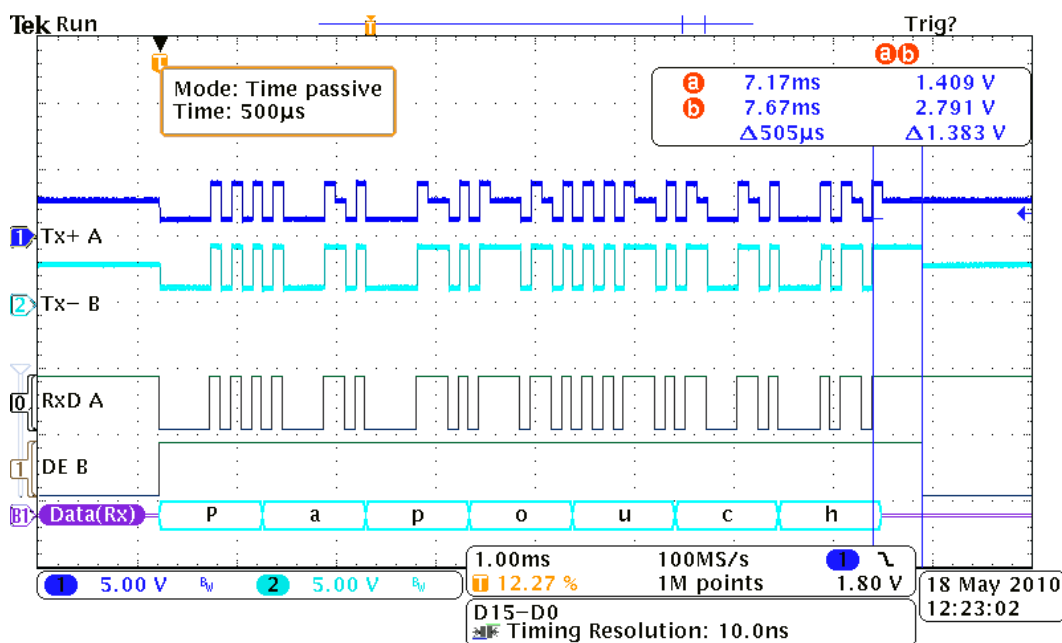 Tek Run Trig?
T
a b
T
Mode: Time passive
Time: 500µs
a 7.17ms 1.409 V
b 7.67ms 2.791 V
Δ505µs Δ1.383 V
1 Tx+ A
2 Tx- B
0 RxD A
1 DE B
B1 Data(Rx) P a p o u c h
1 5.00 V BW 2 5.00 V BW
1.00ms 100MS/s 1
T 12.27 % 1M points 1.80 V
D15-D0
Timing Resolution: 10.0ns
18 May 2010
12:23:02